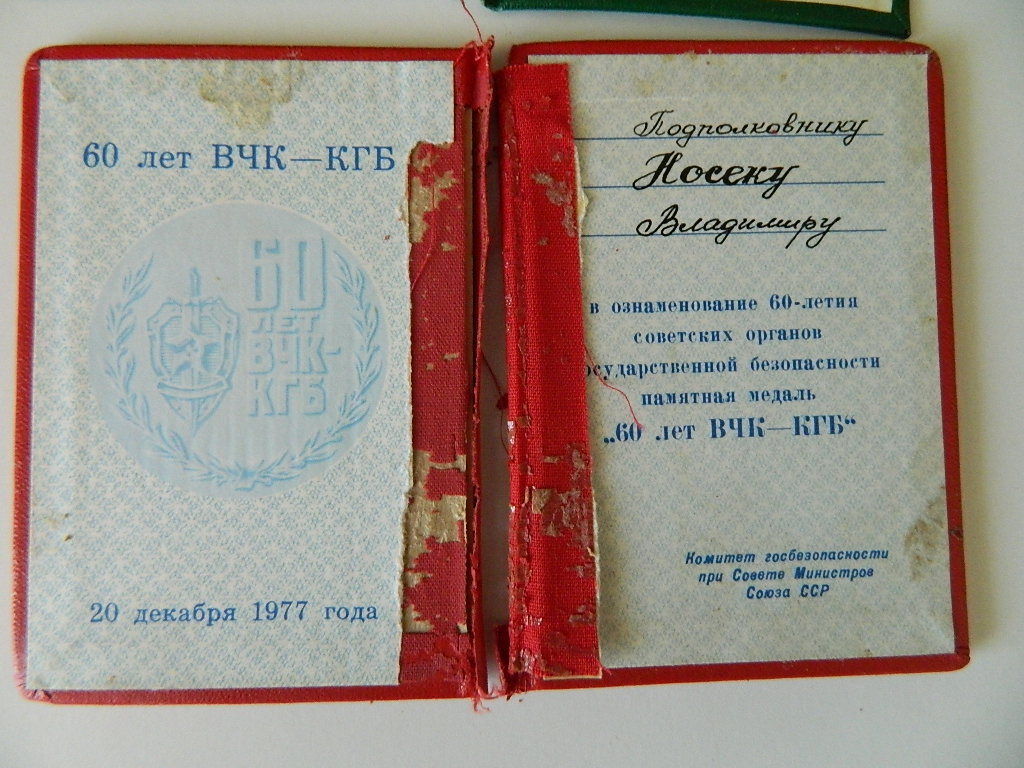 60 лет ВЧК—КГБ
60
ЛЕТ
ВЧК-
КГБ
20 декабря 1977 года
Подполковнику
Носеку
Владимиру
в ознаменование 60-летия
советских органов
осударственной безопасности
памятная медаль
„60 лет ВЧК—КГБ“
Комитет госбезопасности
при Совете Министров
Союза ССР